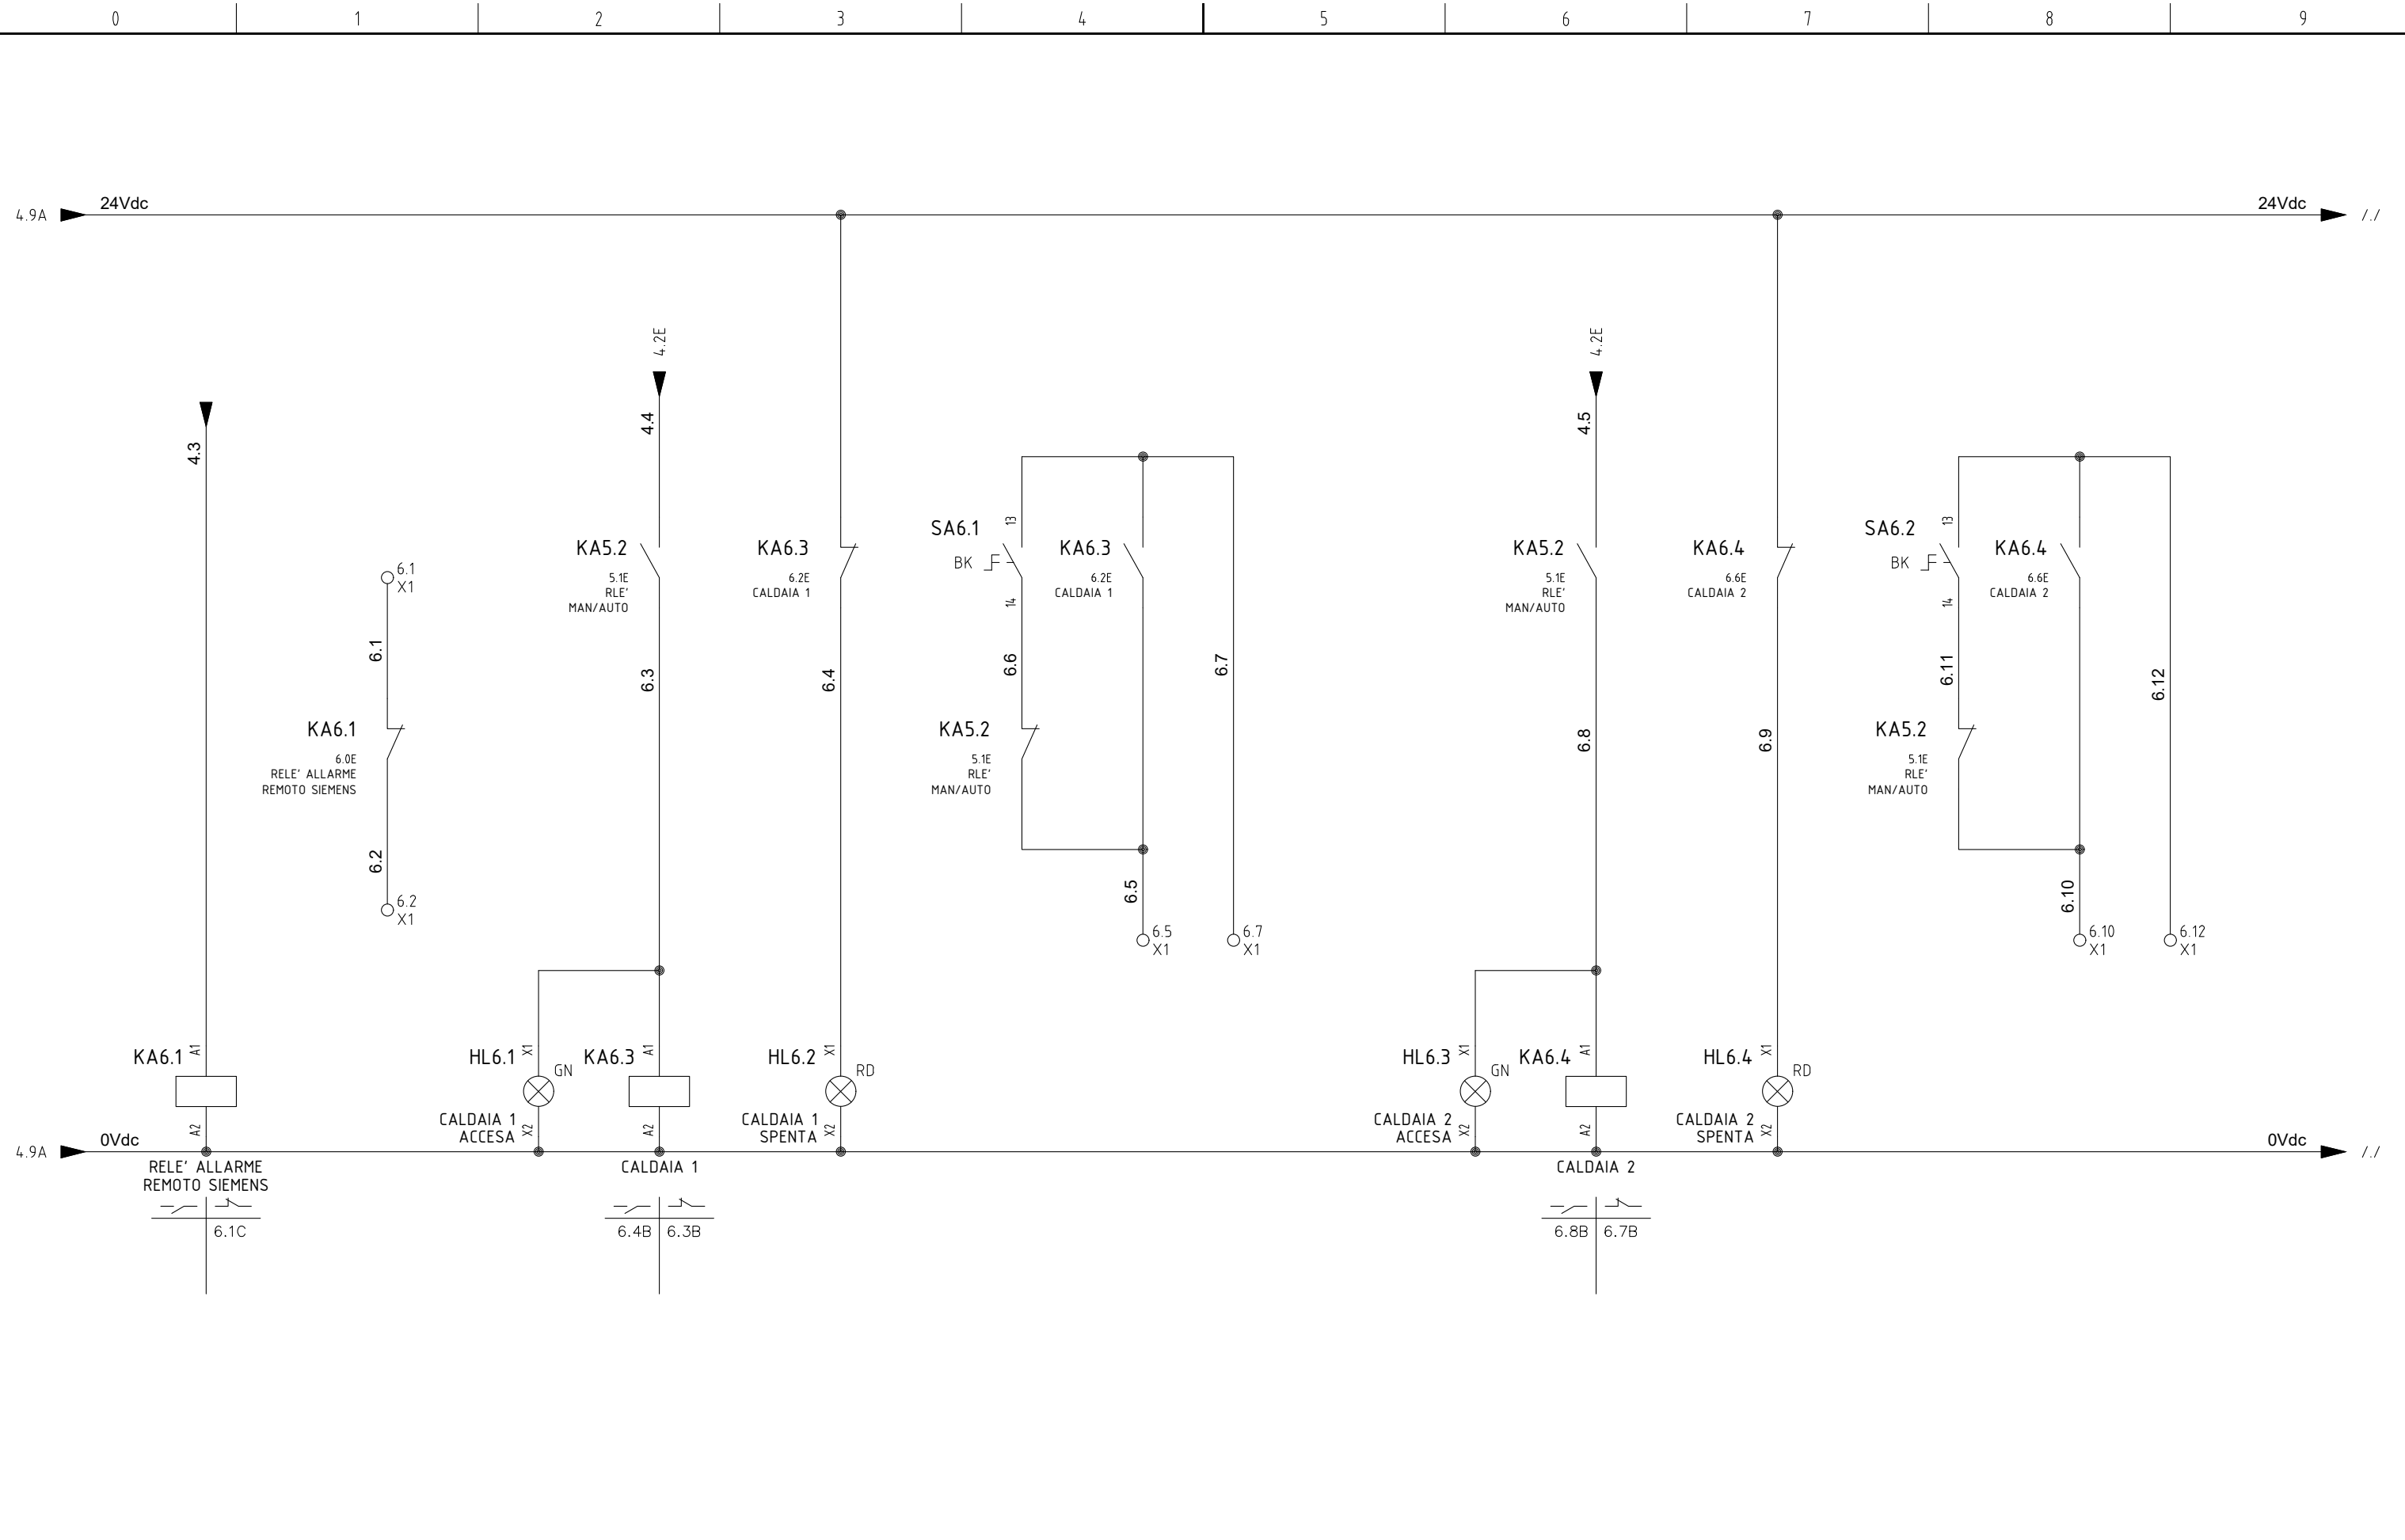 0 1 2 3 4 5 6 7 8 9
4.9A 24Vdc 24Vdc /./
4.2E 4.2E
4.3 4.4 4.5
SA6.1 13 SA6.2 13
KA5.2 KA6.3 KA6.3 KA5.2 KA6.4 KA6.4
BK BK
6.1
X1
5.1E 6.2E 6.2E 5.1E 6.6E 6.6E
RLE' CALDAIA 1 CALDAIA 1 RLE' CALDAIA 2 CALDAIA 2
MAN/AUTO 14 MAN/AUTO 14
6.1 6.3 6.4 6.6 6.7 6.8 6.9 6.11 6.12
KA6.1 KA5.2 KA5.2
6.0E 5.1E 5.1E
RELE' ALLARME RLE' RLE'
REMOTO SIEMENS MAN/AUTO MAN/AUTO
6.2 6.5 6.10
6.2
X1
6.5 6.7 6.10 6.12
X1 X1 X1 X1
KA6.1 A1 HL6.1 X1 KA6.3 A1 HL6.2 X1 HL6.3 X1 KA6.4 A1 HL6.4 X1
GN RD GN RD
CALDAIA 1 CALDAIA 1 CALDAIA 2 CALDAIA 2
A2 ACCESA X2 A2 SPENTA X2 ACCESA X2 A2 SPENTA X2
4.9A 0Vdc 0Vdc /./
RELE' ALLARME CALDAIA 1 CALDAIA 2
REMOTO SIEMENS
6.1C 6.4B 6.3B 6.8B 6.7B